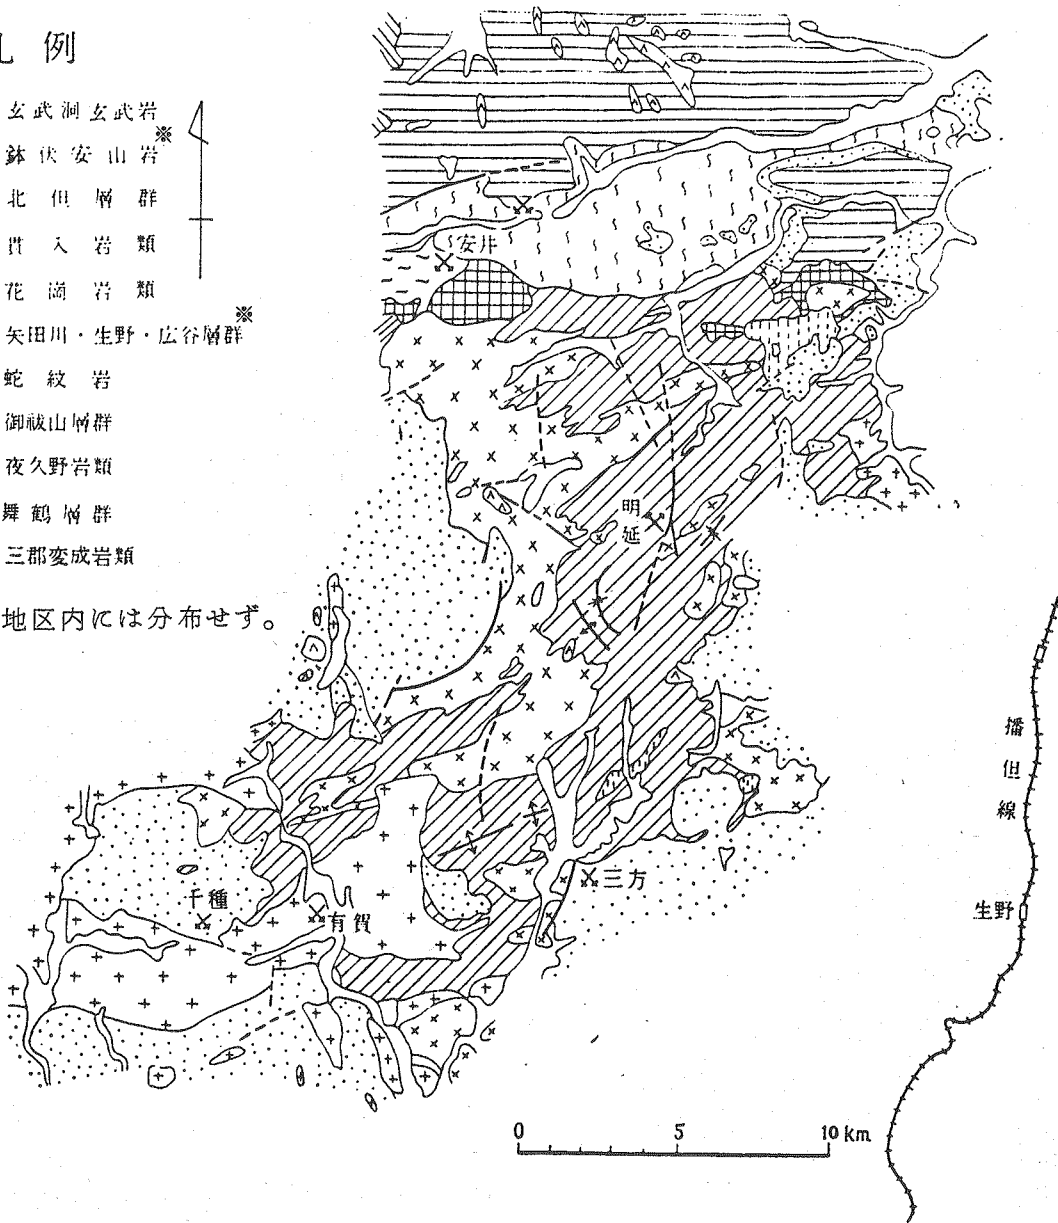 例
玄武洞玄武岩
鉢伏安山岩※
北但層群
貫入岩類
花崗岩類
矢田川・生野・広谷層群※
蛇紋岩
御祓山層群
夜久野岩類
舞鶴層群
三郡変成岩類
地区内には分布せず。
安井
明延
千種
有賀
三方
播但線
生野
0 5 10 km